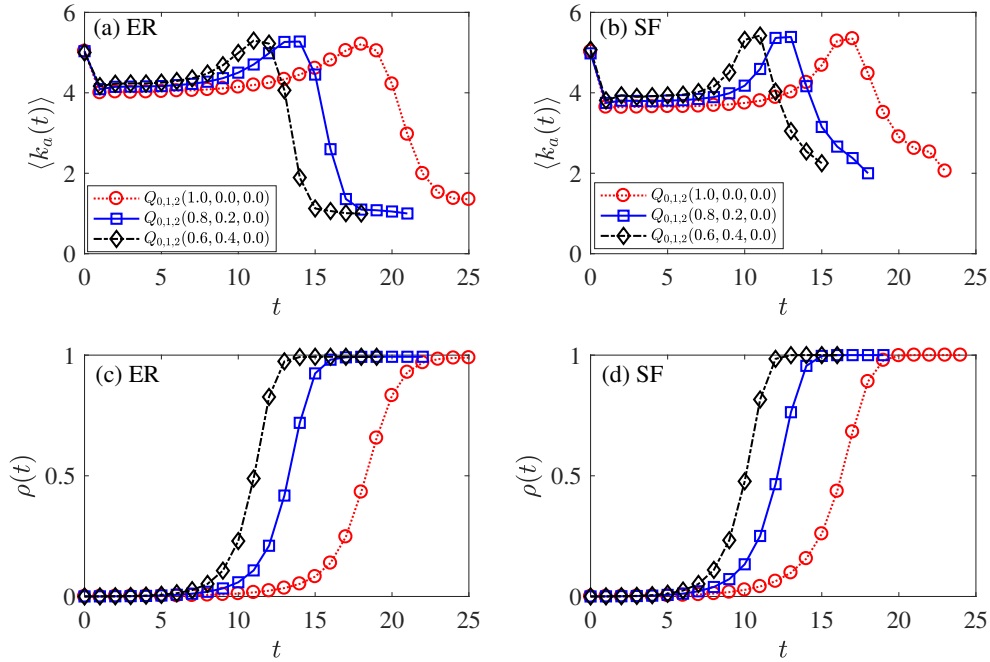 (a) ER
6
4
2
0
⟨k_a(t)⟩
Q_{0,1,2}(1.0, 0.0, 0.0)
Q_{0,1,2}(0.8, 0.2, 0.0)
Q_{0,1,2}(0.6, 0.4, 0.0)
0 5 10 15 20 25
t
(b) SF
6
4
2
0
⟨k_a(t)⟩
Q_{0,1,2}(1.0, 0.0, 0.0)
Q_{0,1,2}(0.8, 0.2, 0.0)
Q_{0,1,2}(0.6, 0.4, 0.0)
0 5 10 15 20 25
t
(c) ER
1
0.5
0
ρ(t)
0 5 10 15 20 25
t
(d) SF
1
0.5
0
ρ(t)
0 5 10 15 20 25
t